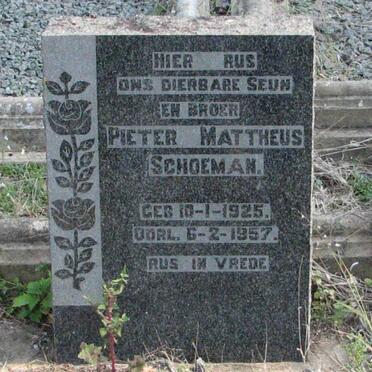 HIER RUS
ONS DIERBARE SEUN
EN BROER
PIETER MATTHEUS
SCHOEMAN.
GEB 10-1-1925.
OORL. 6-2-1957.
RUS IN VREDE